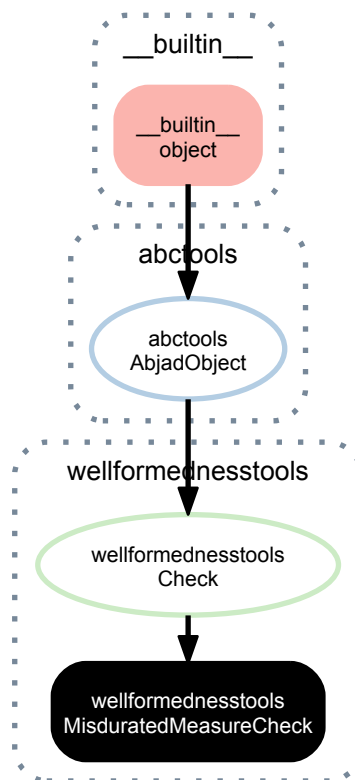 __builtin__
__builtin__
object
abctools
abctools
AbjadObject
wellformednesstools
wellformednesstools
Check
wellformednesstools
MisduratedMeasureCheck